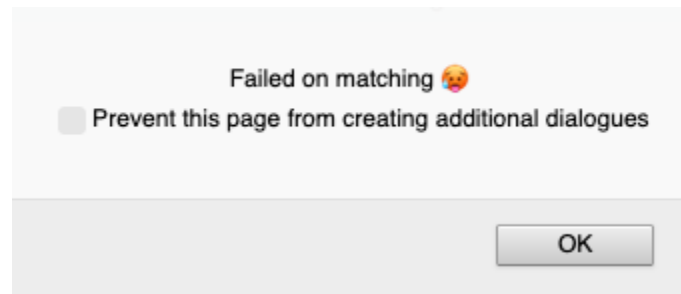 Failed on matching 🥵
Prevent this page from creating additional dialogues
OK